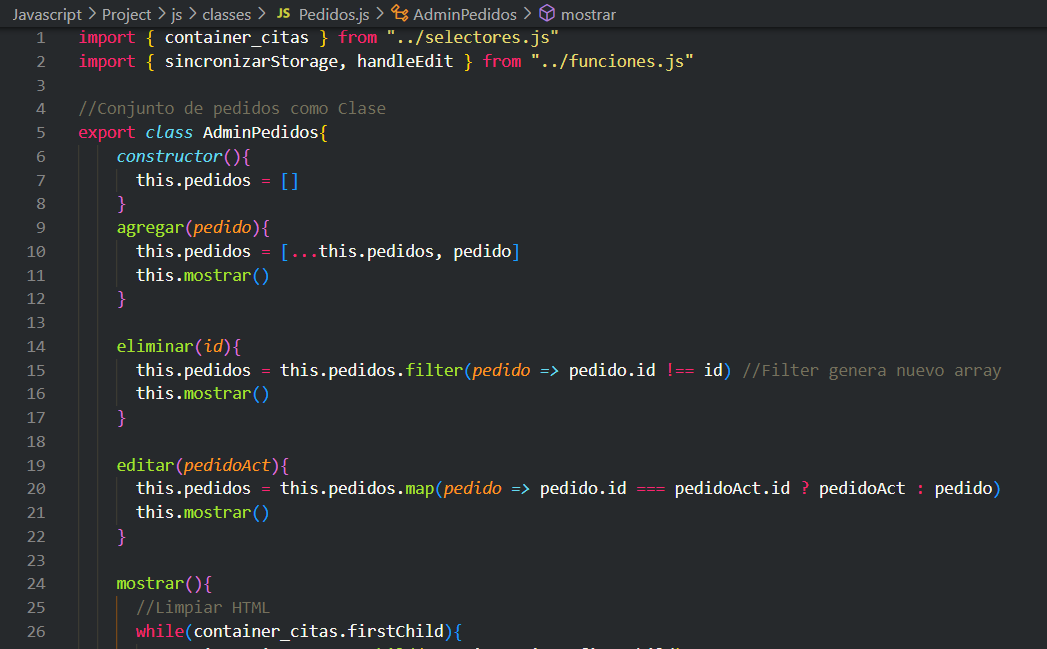 Javascript > Project > js > classes > JS Pedidos.js > AdminPedidos > mostrar
1 import { container_citas } from "../selectores.js"
2 import { sincronizarStorage, handleEdit } from "../funciones.js"
3
4 //Conjunto de pedidos como Clase
5 export class AdminPedidos{
6 constructor(){
7 this.pedidos = []
8 }
9 agregar(pedido){
10 this.pedidos = [...this.pedidos, pedido]
11 this.mostrar()
12 }
13
14 eliminar(id){
15 this.pedidos = this.pedidos.filter(pedido => pedido.id !== id) //Filter genera nuevo array
16 this.mostrar()
17 }
18
19 editar(pedidoAct){
20 this.pedidos = this.pedidos.map(pedido => pedido.id === pedidoAct.id ? pedidoAct : pedido)
21 this.mostrar()
22 }
23
24 mostrar(){
25 //Limpiar HTML
26 while(container_citas.firstChild){